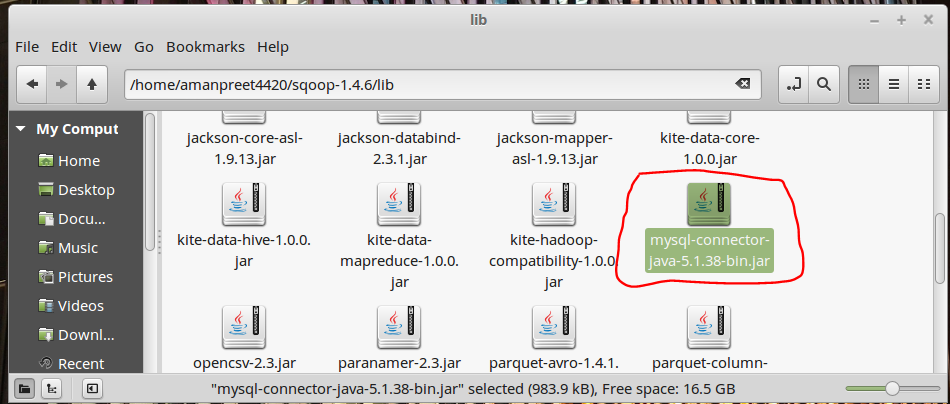 lib
File Edit View Go Bookmarks Help
/home/amanpreet4420/sqoop-1.4.6/lib
My Comput
Home
Desktop
Docu...
Music
Pictures
Videos
Downl...
Recent
jackson-core-asl-
1.9.13.jar
jackson-databind-
2.3.1.jar
jackson-mapper-
asl-1.9.13.jar
kite-data-core-
1.0.0.jar
kite-data-hive-1.0.0.
jar
kite-data-
mapreduce-1.0.0.
jar
kite-hadoop-
compatibility-1.0.0.
jar
mysql-connector-
java-5.1.38-bin.jar
opencsv-2.3.jar
paranamer-2.3.jar
parquet-avro-1.4.1.
parquet-column-
"mysql-connector-java-5.1.38-bin.jar" selected (983.9 kB), Free space: 16.5 GB